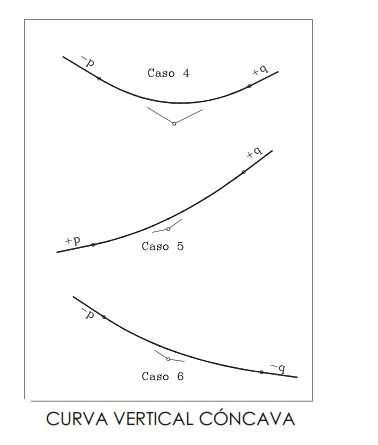 -p
Caso 4
+q
+q
+p
Caso 5
-p
-q
Caso 6
CURVA VERTICAL CÓNCAVA